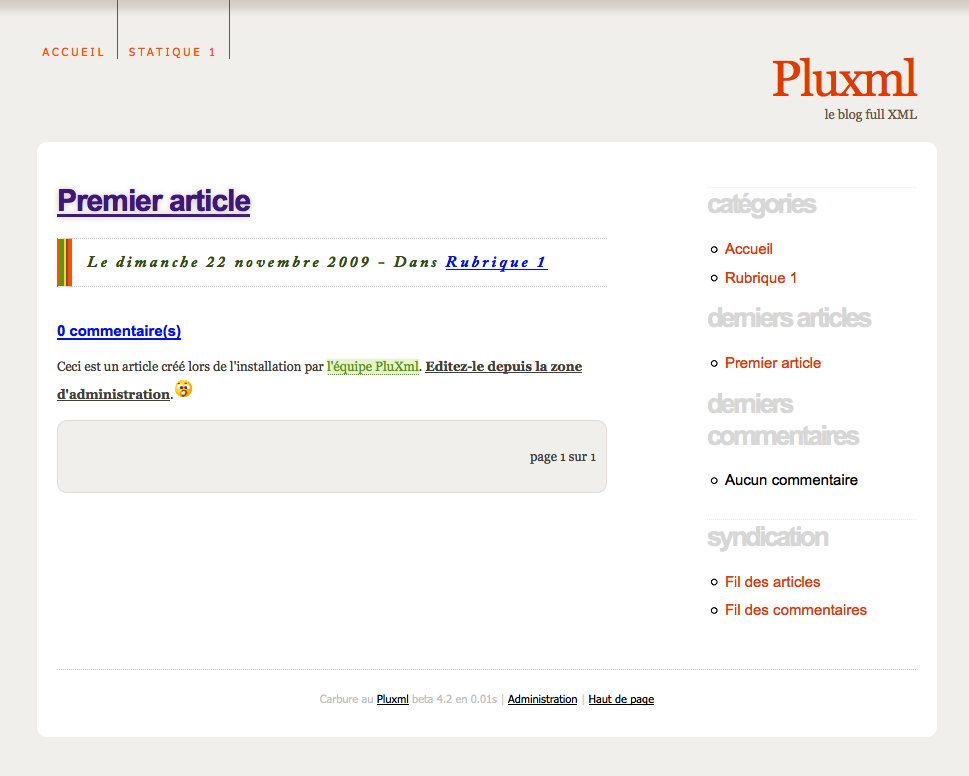 ACCUEIL
STATIQUE 1
Pluxml
le blog full XML
Premier article
Le dimanche 22 novembre 2009 - Dans Rubrique 1
0 commentaire(s)
Ceci est un article créé lors de l'installation par l'équipe PluXml. Editez-le depuis la zone
d'administration.
page 1 sur 1
catégories
Accueil
Rubrique 1
derniers articles
Premier article
derniers
commentaires
Aucun commentaire
syndication
Fil des articles
Fil des commentaires
Carbure au Pluxml beta 4.2 en 0.01s | Administration | Haut de page